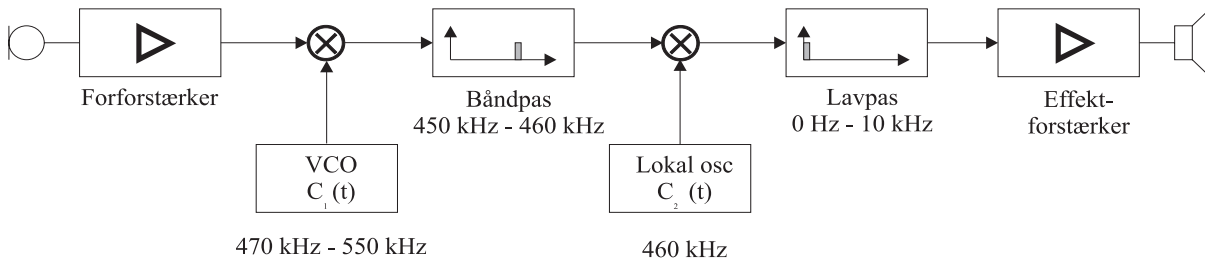 Forforstærker
Båndpas
450 kHz - 460 kHz
Lavpas
0 Hz - 10 kHz
Effekt-
forstærker
VCO
C₁(t)
470 kHz - 550 kHz
Lokal osc
C₂ (t)
460 kHz